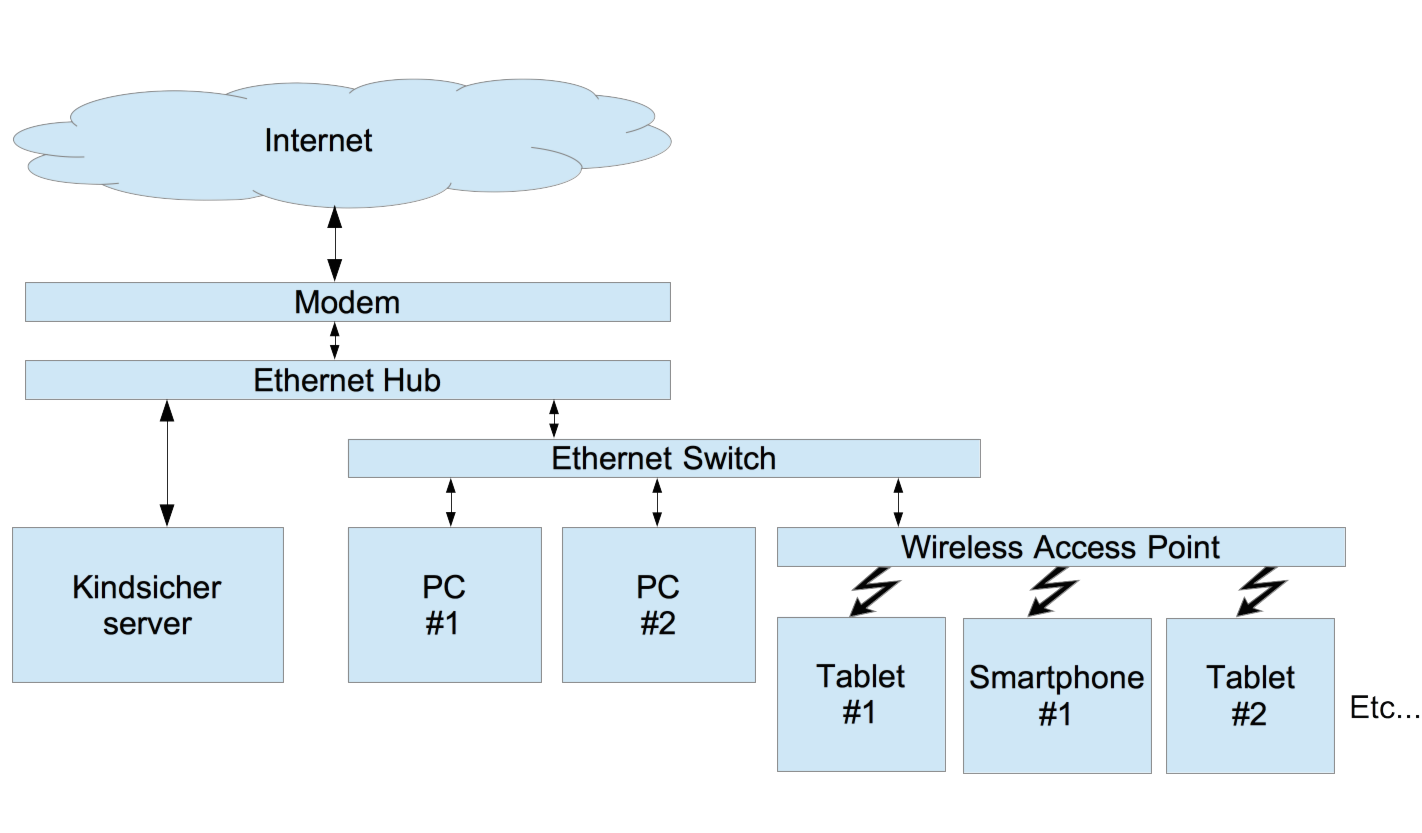 Internet
Modem
Ethernet Hub
Ethernet Switch
Wireless Access Point
Kindsicher
server
PC
#1
PC
#2
Tablet
#1
Smartphone
#1
Tablet
#2
Etc...